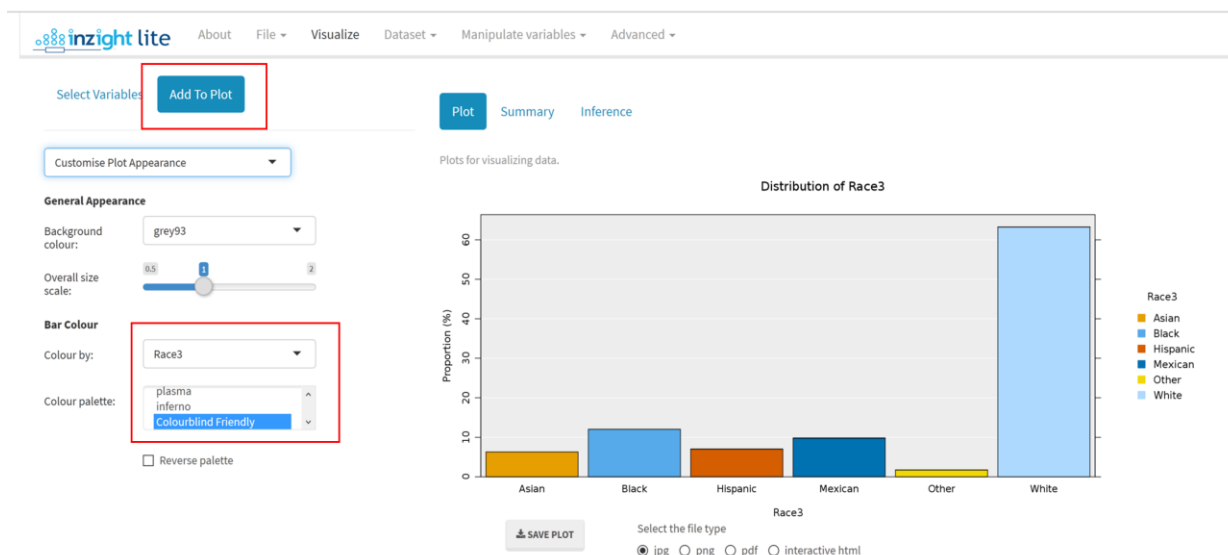 inzight lite
About File Visualize Dataset Manipulate variables Advanced
Select Variables Add To Plot
Customise Plot Appearance
General Appearance
Background colour: grey93
Overall size scale: 0.5 1 2
Bar Colour
Colour by: Race3
Colour palette:
plasma
inferno
Colourblind Friendly
Reverse palette
Plot Summary Inference
Plots for visualizing data.
Distribution of Race3
Proportion (%)
60
50
40
30
20
10
0
Asian Black Hispanic Mexican Other White
Race3
Race3
Asian
Black
Hispanic
Mexican
Other
White
SAVE PLOT
Select the file type
jpg png pdf interactive html